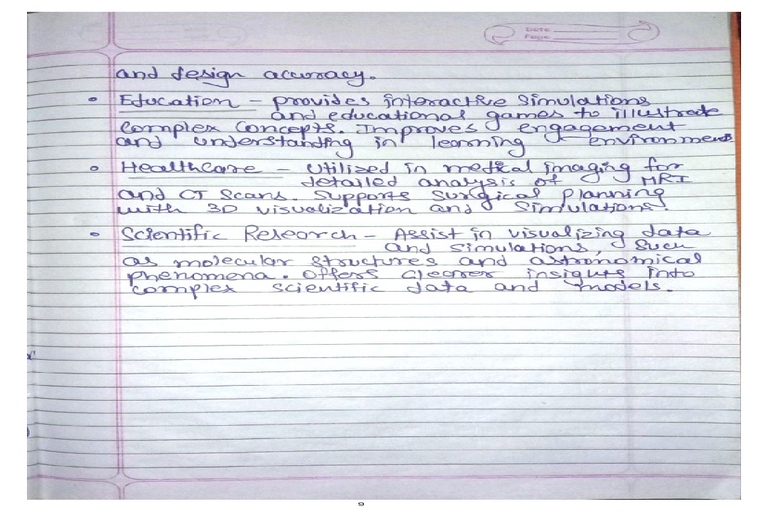 Date
Page
and design accuracy.
• Education – provides interactive simulations
and educational games to illustrate
complex concepts. Improves engagement
and understanding in learning environments
• Healthcare – Utilized in medical imaging for
detailed analysis of MRI
and CT scans. Supports surgical planning
with 3D visualization and simulations.
• Scientific Research – Assist in visualizing data
and simulations, such
as molecular structures and astronomical
phenomena. Offers clearer insights into
complex scientific data and models.
9